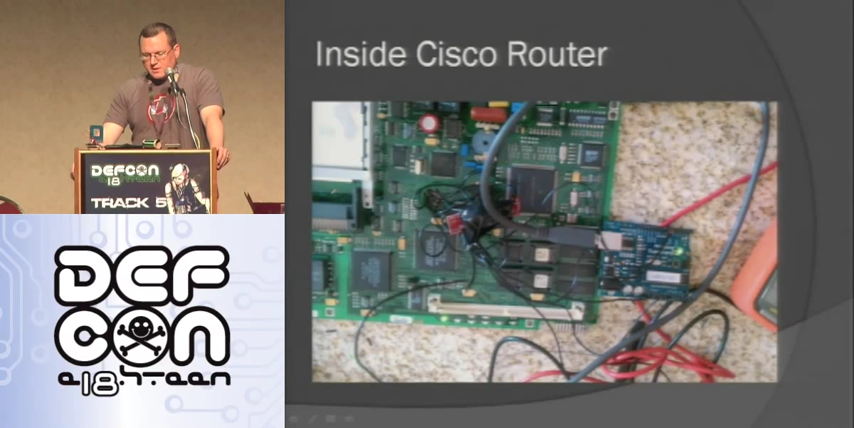 Inside Cisco Router
DEFCON
18
TRACK 5
DEF
CON
e18hteen